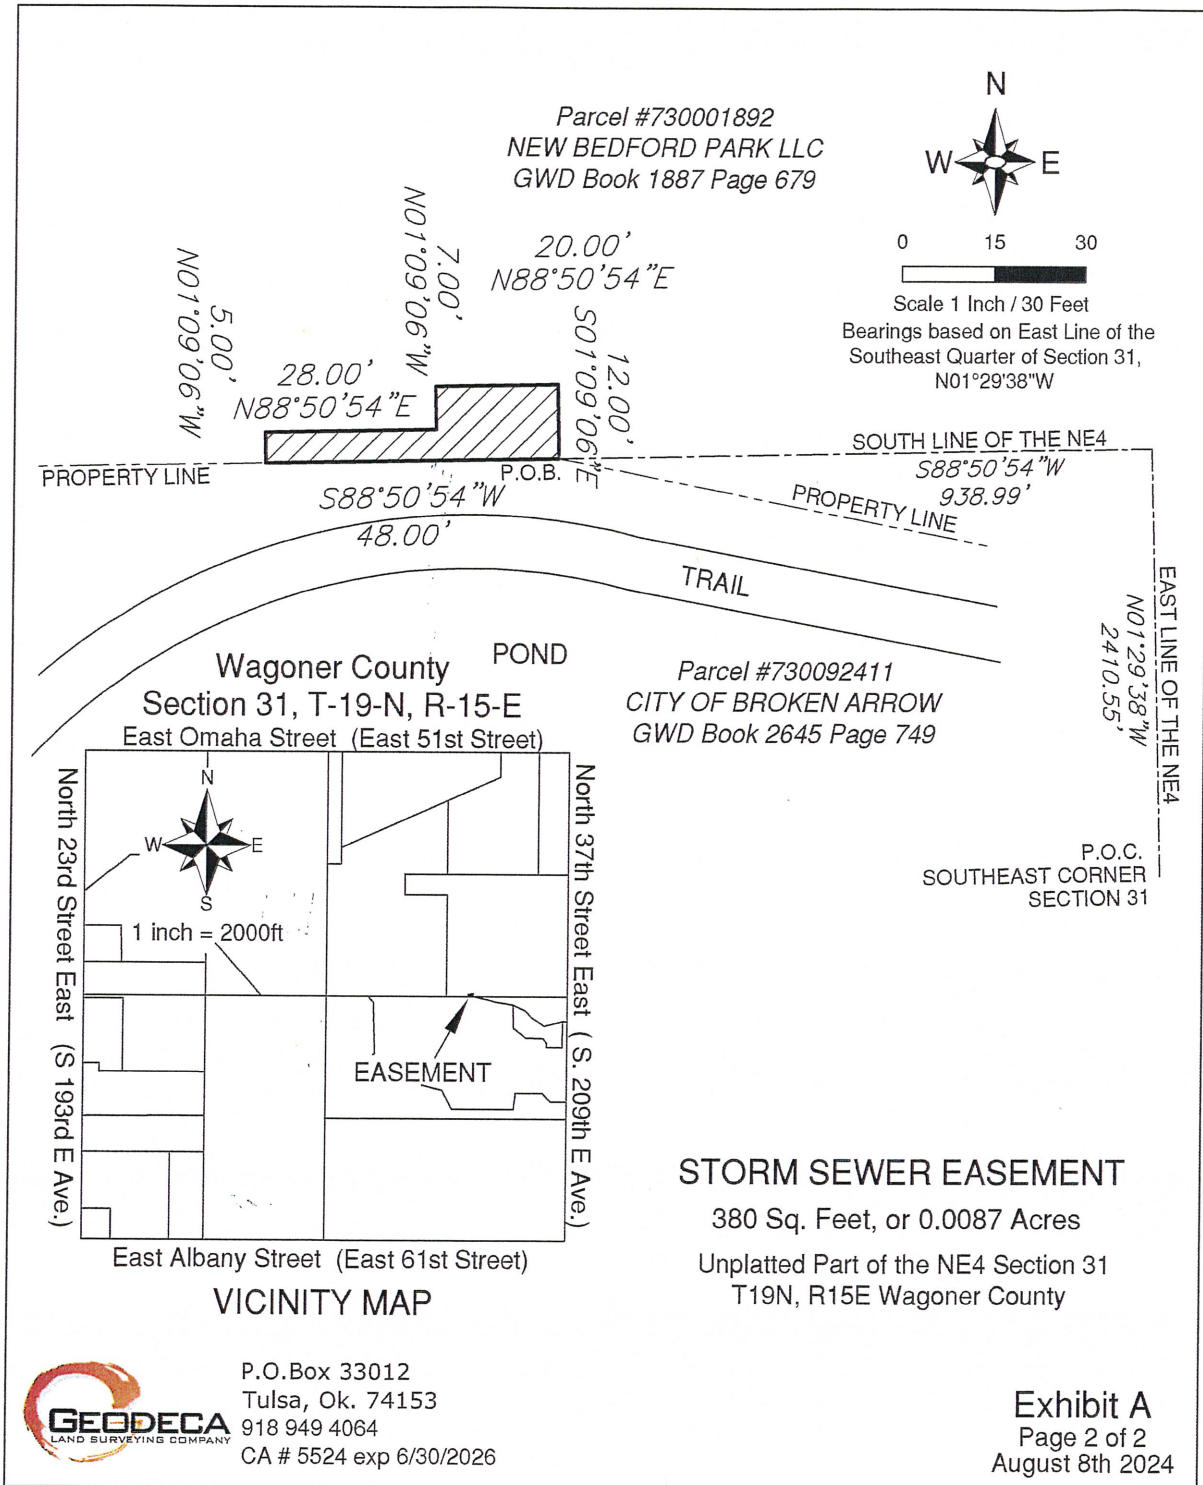 Parcel #730001892
NEW BEDFORD PARK LLC
GWD Book 1887 Page 679
N
W
E
0 15 30
Scale 1 Inch / 30 Feet
Bearings based on East Line of the
Southeast Quarter of Section 31,
N01°29'38"W
N01°09'06"W
5.00'
28.00'
N88°50'54"E
N01°09'06"W
7.00'
20.00'
N88°50'54"E
12.00'
S01°09'06"E
PROPERTY LINE
P.O.B.
S88°50'54"W
48.00'
SOUTH LINE OF THE NE4
S88°50'54"W
938.99'
PROPERTY LINE
TRAIL
EAST LINE OF THE NE4
N01°29'38"W
2410.55'
POND
Parcel #730092411
CITY OF BROKEN ARROW
GWD Book 2645 Page 749
P.O.C.
SOUTHEAST CORNER
SECTION 31
Wagoner County
Section 31, T-19-N, R-15-E
East Omaha Street (East 51st Street)
North 23rd Street East (S 193rd E Ave.)
North 37th Street East ( S. 209th E Ave.)
N
W
E
S
1 inch = 2000ft
EASEMENT
East Albany Street (East 61st Street)
VICINITY MAP
STORM SEWER EASEMENT
380 Sq. Feet, or 0.0087 Acres
Unplatted Part of the NE4 Section 31
T19N, R15E Wagoner County
GEODECA
LAND SURVEYING COMPANY
P.O.Box 33012
Tulsa, Ok. 74153
918 949 4064
CA # 5524 exp 6/30/2026
Exhibit A
Page 2 of 2
August 8th 2024